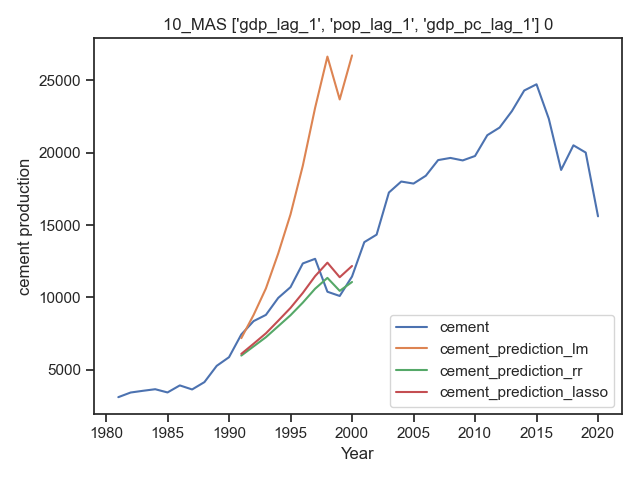 10_MAS ['gdp_lag_1', 'pop_lag_1', 'gdp_pc_lag_1'] 0
25000
20000
15000
10000
5000
cement production
1980 1985 1990 1995 2000 2005 2010 2015 2020
Year
cement
cement_prediction_lm
cement_prediction_rr
cement_prediction_lasso